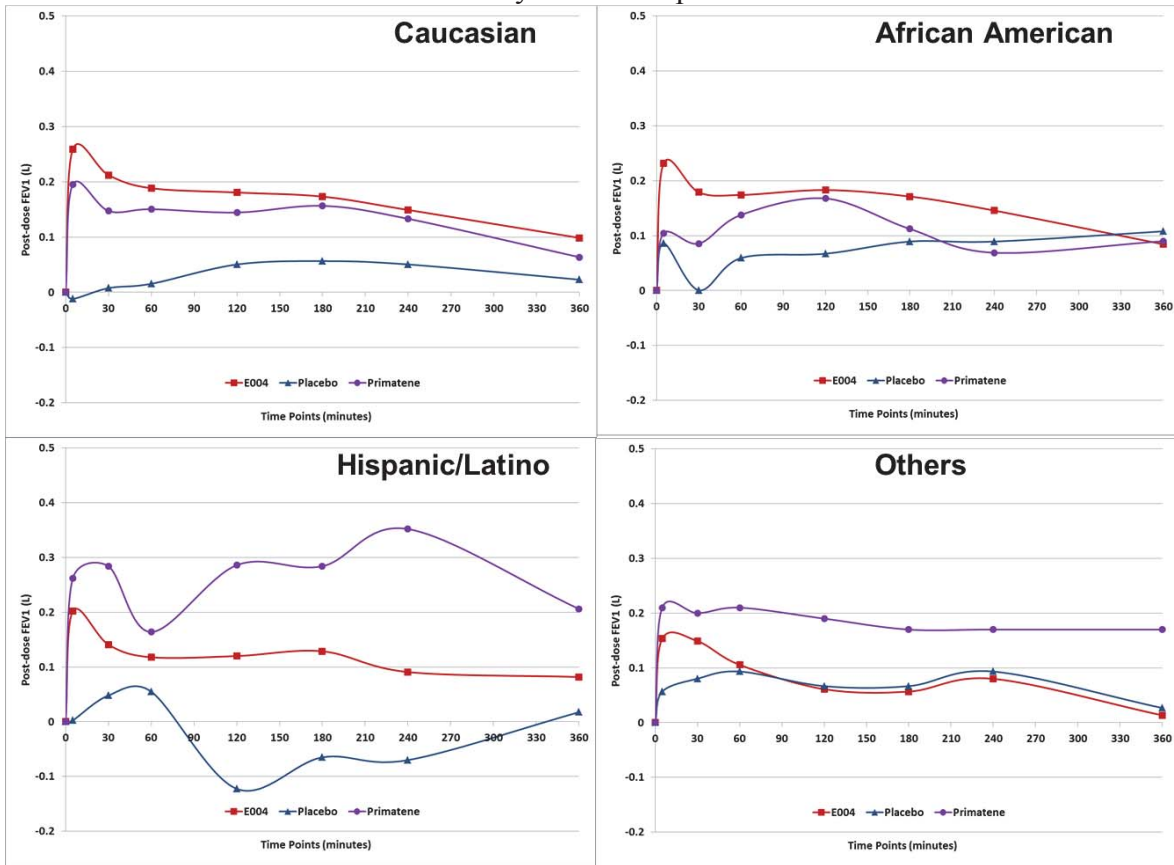 Caucasian
0.5
0.4
0.3
0.2
0.1
0
-0.1
-0.2
Post-dose FEV1 (L)
0 30 60 90 120 150 180 210 240 270 300 330 360
E004 Placebo Primatene
Time Points (minutes)
African American
0.5
0.4
0.3
0.2
0.1
0
-0.1
-0.2
Post-dose FEV1 (L)
0 30 60 90 120 150 180 210 240 270 300 330 360
E004 Placebo Primatene
Time Points (minutes)
Hispanic/Latino
0.5
0.4
0.3
0.2
0.1
0
-0.1
-0.2
Post-dose FEV1 (L)
0 30 60 90 120 150 180 210 240 270 300 330 360
E004 Placebo Primatene
Time Points (minutes)
Others
0.5
0.4
0.3
0.2
0.1
0
-0.1
-0.2
Post-dose FEV1 (L)
0 30 60 90 120 150 180 210 240 270 300 330 360
E004 Placebo Primatene
Time Points (minutes)